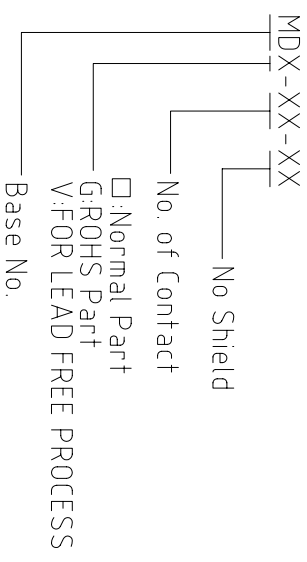 MDX-XX-XX
No Shield
No. of Contact
□:Normal Part
G:ROHS Part
V:FOR LEAD FREE PROCESS
Base No.